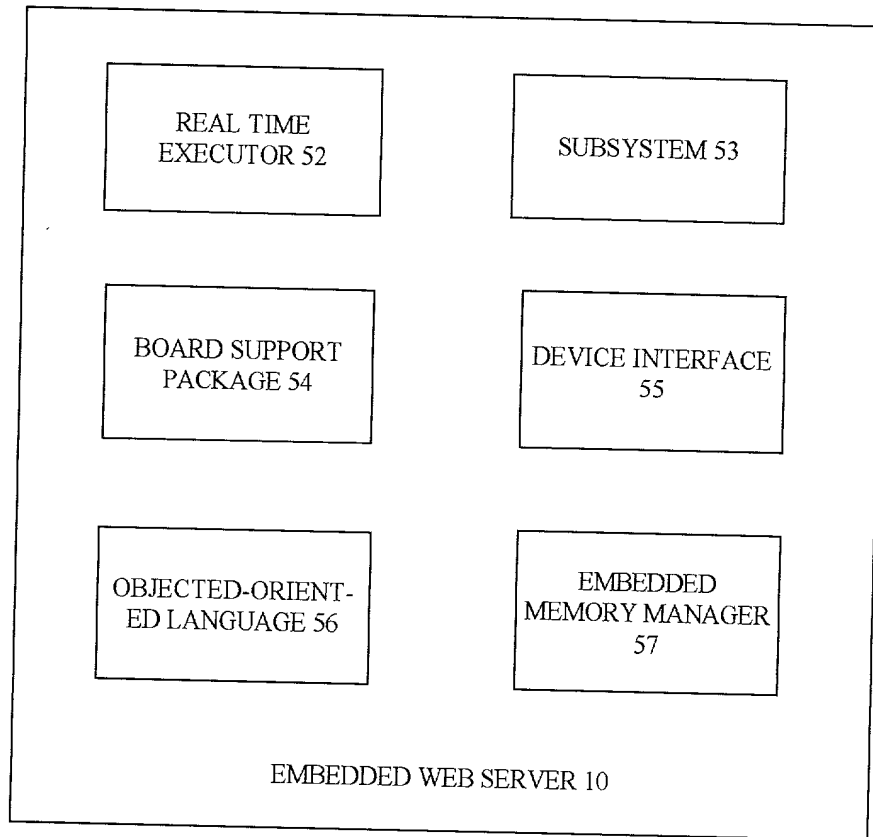 REAL TIME
EXECUTOR 52
SUBSYSTEM 53
BOARD SUPPORT
PACKAGE 54
DEVICE INTERFACE
55
OBJECTED-ORIENT-
ED LANGUAGE 56
EMBEDDED
MEMORY MANAGER
57
EMBEDDED WEB SERVER 10